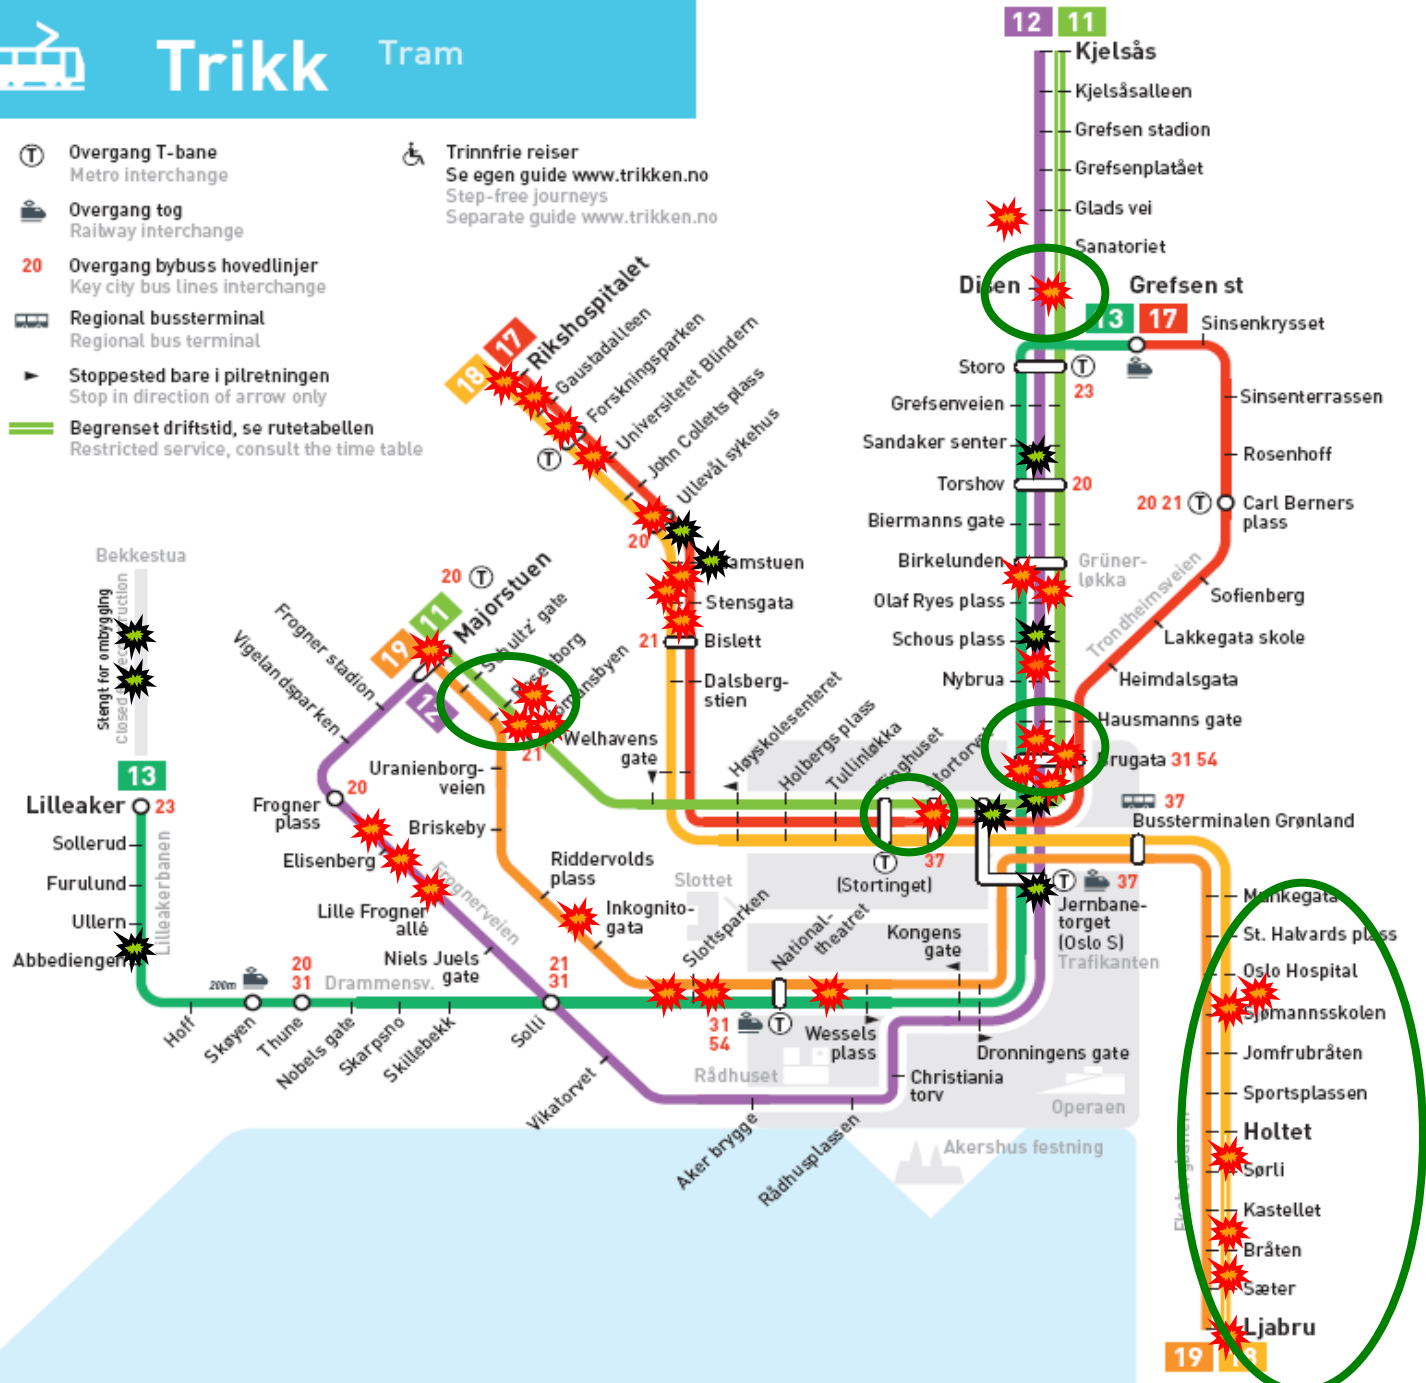 Trikk Tram
Overgang T-bane
Metro interchange
Overgang tog
Railway interchange
20 Overgang bybuss hovedlinjer
Key city bus lines interchange
Regional bussterminal
Regional bus terminal
Stoppested bare i pilretningen
Stop in direction of arrow only
Begrenset driftstid, se rutetabellen
Restricted service, consult the time table
Trinnfrie reiser
Se egen guide www.trikken.no
Step-free journeys
Separate guide www.trikken.no
12 11
Kjelsås
Kjelsåsalleen
Grefsen stadion
Grefsenplatået
Glads vei
Sanatoriet
Disen
Grefsen st
13 17
Sinsenkrysset
Storo
T
23
Grefsenveien
Sandaker senter
Torshov
20
Biermanns gate
Birkelunden
Grüner-
løkka
Olaf Ryes plass
Schous plass
Nybrua
Sinsenterrassen
Rosenhoff
20 21 T Carl Berners
plass
Trondheimsveien
Sofienberg
Lakkegata skole
Heimdalsgata
Hausmanns gate
Brugata 31 54
37
Bussterminalen Grønland
18 17
Rikshospitalet
Gaustadalleen
Forskningsparken
T
Universitetet Blindern
John Colletts plass
Ullevål sykehus
20
Stensgata
21 Bislett
Dalsberg-
stien
Bekkestua
Stengt for ombygging
13
Lilleaker
23
Sollerud
Furulund
Ullern
Abbediengen
Lilleakerbanen
20 T
19 11
Majorstuen
12
Schultz' gate
Frogner stadion
Vigelandsparken
20
Frogner
plass
Elisenberg
Lille Frogner
allé
Frognerveien
Niels Juels
gate
21
Uranienborg-
veien
Briskeby
Riddervolds
plass
Inkognito-
gata
Welhavens
gate
Høyskolesenteret
Holbergs plass
Tullinløkka
T
(Stortinget)
37
Slottet
Slottsparken
National-
theatret
Kongens
gate
T
37
Jernbane-
torget
(Oslo S)
Trafikanten
200m
20
31
Drammensv.
21
31
Hoff
Skøyen
Thune
Nobels gate
Skarpsno
Skillebekk
Solli
31
54
T
Wessels
plass
Dronningens gate
Rådhuset
Christiania
torv
Operaen
Vikatorvet
Aker brygge
Rådhusplassen
Akershus festning
Munkegata
St. Halvards plass
Oslo Hospital
Sjømannsskolen
Jomfrubråten
Sportsplassen
Holtet
Sørli
Kastellet
Bråten
Sæter
Ljabru
19 18